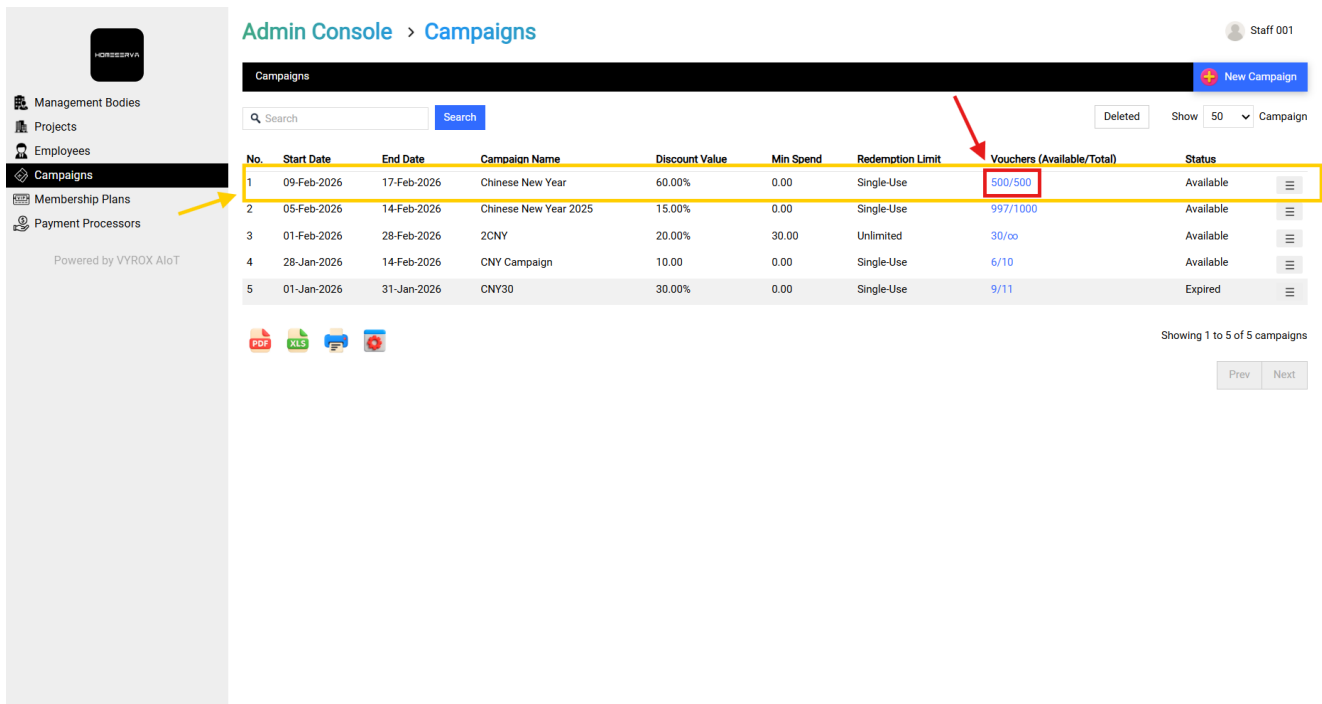 Admin Console › Campaigns
Staff 001
HOMESERVA
Management Bodies
Projects
Employees
Campaigns
Membership Plans
Payment Processors
Powered by VYROX AIoT
Campaigns
New Campaign
Search
Search
Deleted
Show 50 Campaign
No. Start Date End Date Campaign Name Discount Value Min Spend Redemption Limit Vouchers (Available/Total) Status
1 09-Feb-2026 17-Feb-2026 Chinese New Year 60.00% 0.00 Single-Use 500/500 Available
2 05-Feb-2026 14-Feb-2026 Chinese New Year 2025 15.00% 0.00 Single-Use 997/1000 Available
3 01-Feb-2026 28-Feb-2026 2CNY 20.00% 30.00 Unlimited 30/∞ Available
4 28-Jan-2026 14-Feb-2026 CNY Campaign 10.00 0.00 Single-Use 6/10 Available
5 01-Jan-2026 31-Jan-2026 CNY30 30.00% 0.00 Single-Use 9/11 Expired
PDF XLS
Showing 1 to 5 of 5 campaigns
Prev Next